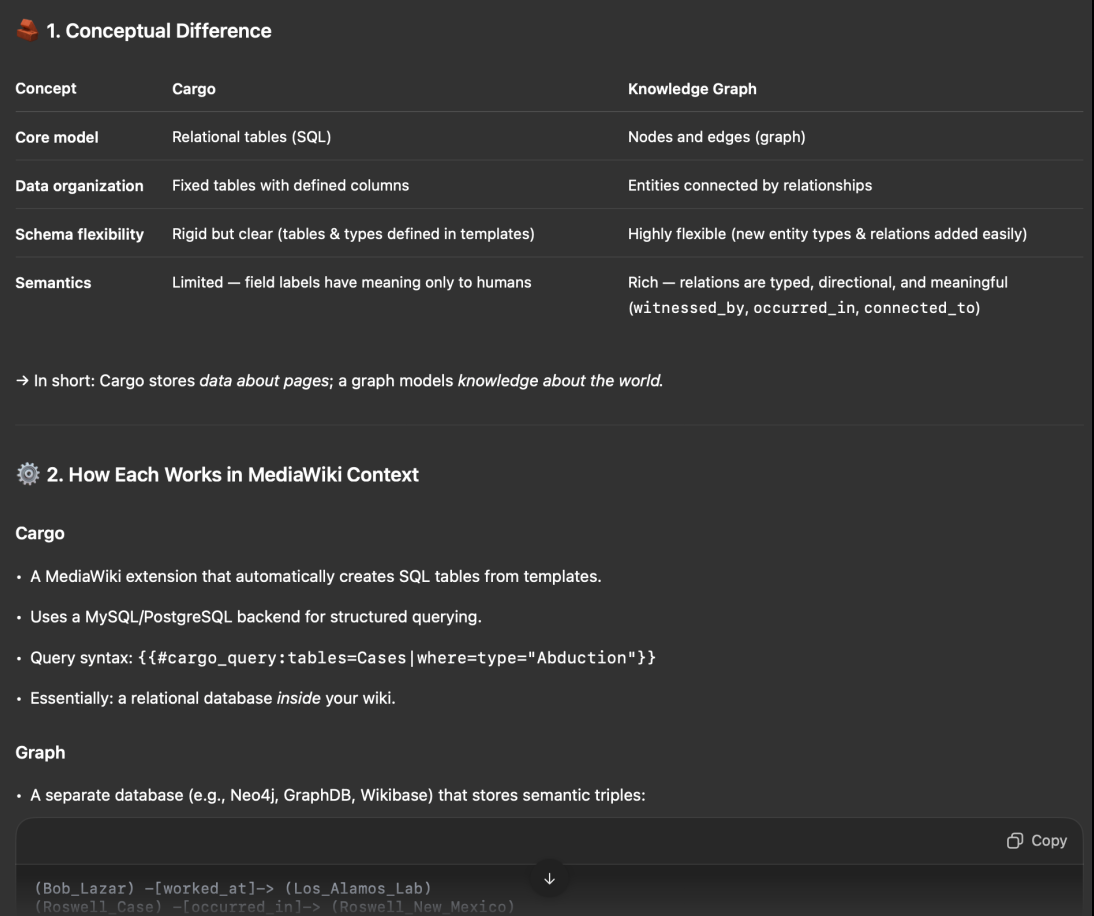 1. Conceptual Difference
Concept Cargo Knowledge Graph
Core model Relational tables (SQL) Nodes and edges (graph)
Data organization Fixed tables with defined columns Entities connected by relationships
Schema flexibility Rigid but clear (tables & types defined in templates) Highly flexible (new entity types & relations added easily)
Semantics Limited — field labels have meaning only to humans Rich — relations are typed, directional, and meaningful
(witnessed_by, occurred_in, connected_to)
→ In short: Cargo stores data about pages; a graph models knowledge about the world.
2. How Each Works in MediaWiki Context
Cargo
• A MediaWiki extension that automatically creates SQL tables from templates.
• Uses a MySQL/PostgreSQL backend for structured querying.
• Query syntax: {{#cargo_query:tables=Cases|where=type="Abduction"}}
• Essentially: a relational database inside your wiki.
Graph
• A separate database (e.g., Neo4j, GraphDB, Wikibase) that stores semantic triples:
Copy
(Bob_Lazar) —[worked_at]—> (Los_Alamos_Lab)
(Roswell_Case) —[occurred_in]—> (Roswell_New_Mexico)